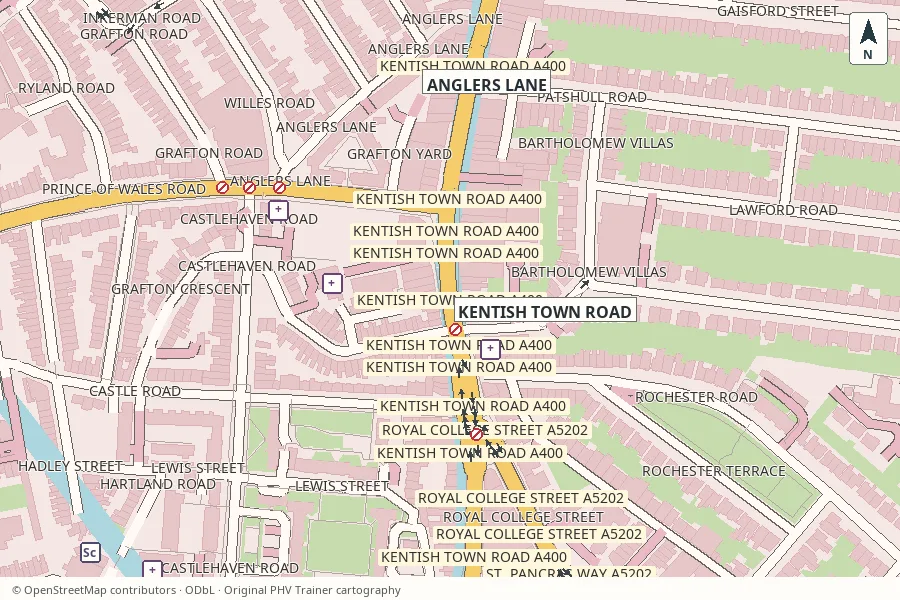 GAISFORD STREET
INKERMAN ROAD
ANGLERS LANE
GRAFTON ROAD
ANGLERS LANE
N
KENTISH TOWN ROAD A400
ANGLERS LANE
RYLAND ROAD
PATSHULL ROAD
WILLES ROAD
ANGLERS LANE
BARTHOLOMEW VILLAS
GRAFTON ROAD
GRAFTON YARD
ANGLERS LANE
PRINCE OF WALES ROAD
KENTISH TOWN ROAD A400
LAWFORD ROAD
CASTLEHAVEN ROAD
KENTISH TOWN ROAD A400
KENTISH TOWN ROAD A400
CASTLEHAVEN ROAD
BARTHOLOMEW VILLAS
GRAFTON CRESCENT
KENTISH TOWN ROAD A400
KENTISH TOWN ROAD
KENTISH TOWN ROAD A400
KENTISH TOWN ROAD A400
CASTLE ROAD
ROCHESTER ROAD
KENTISH TOWN ROAD A400
ROYAL COLLEGE STREET A5202
KENTISH TOWN ROAD A400
HADLEY STREET
LEWIS STREET
ROCHESTER TERRACE
HARTLAND ROAD
LEWIS STREET
ROYAL COLLEGE STREET A5202
ROYAL COLLEGE STREET
ROYAL COLLEGE STREET A5202
Sc
KENTISH TOWN ROAD A400
CASTLEHAVEN ROAD
ST. PANCRAS WAY A5202
© OpenStreetMap contributors · ODbL · Original PHV Trainer cartography